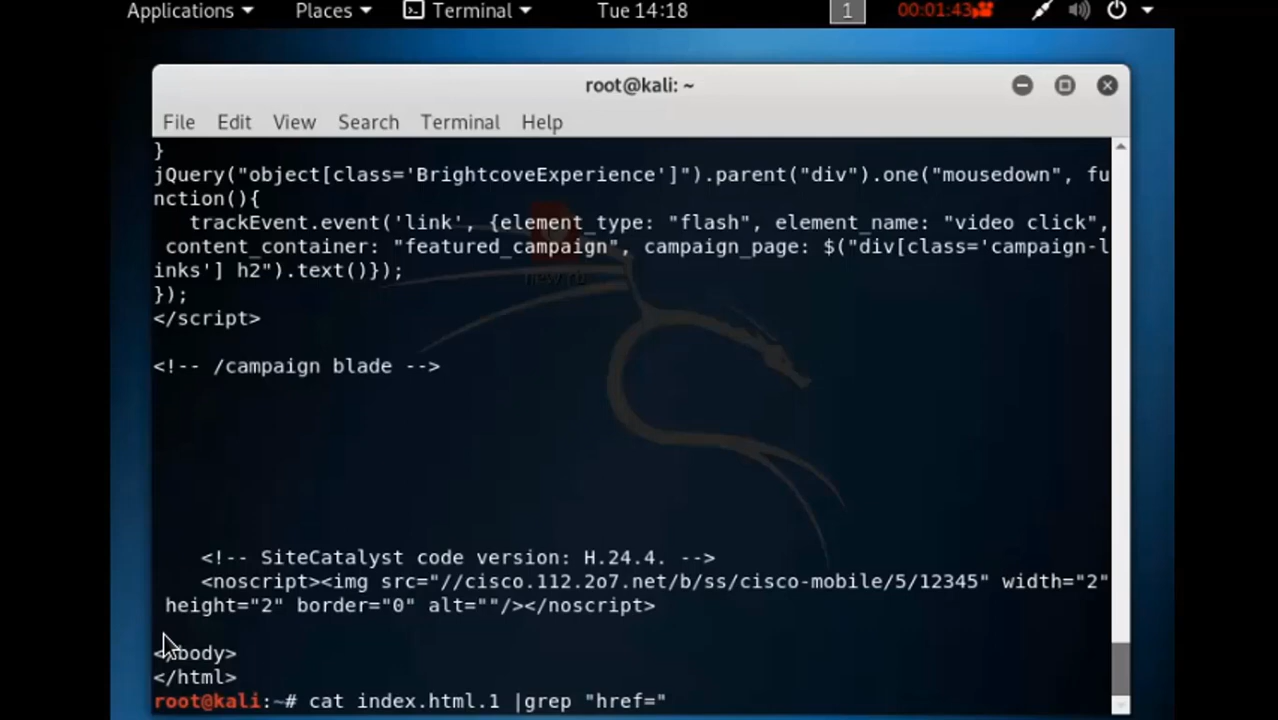 Applications Places Terminal Tue 14:18 1 00:01:43
root@kali: ~
File Edit View Search Terminal Help
}
jQuery("object[class='BrightcoveExperience']").parent("div").one("mousedown", fu
nction(){
   trackEvent.event('link', {element_type: "flash", element_name: "video click",
 content_container: "featured_campaign", campaign_page: $("div[class='campaign-l
inks'] h2").text()});
});
</script>
new.rb
<!-- /campaign blade -->
    <!-- SiteCatalyst code version: H.24.4. -->
    <noscript><img src="//cisco.112.2o7.net/b/ss/cisco-mobile/5/12345" width="2"
 height="2" border="0" alt=""/></noscript>
</body>
</html>
root@kali:~# cat index.html.1 |grep "href="